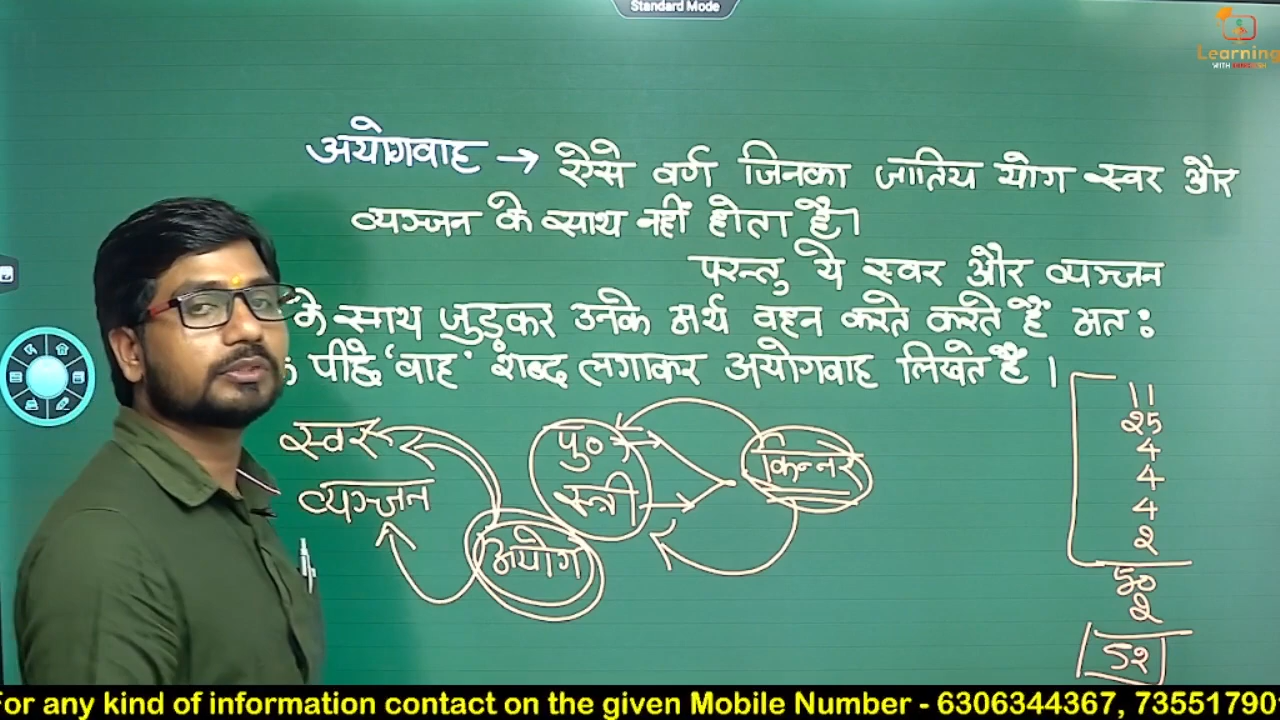 Standard Mode
Learning
अयोगवाह → ऐसे वर्ण जिनका जातिय योग स्वर और
व्यञ्जन के साथ नहीं होता है।
परन्तु ये स्वर और व्यञ्जन
के साथ जुड़कर उनके अर्थ वहन करते करते हैं अतः
पीछे 'वाह' शब्द लगाकर अयोगवाह लिखते हैं।
स्वर
व्यञ्जन
अयोग
पु०
स्त्री
किन्नर
11
25
4
4
4
2
50
2
52
For any kind of information contact on the given Mobile Number - 6306344367, 73551790